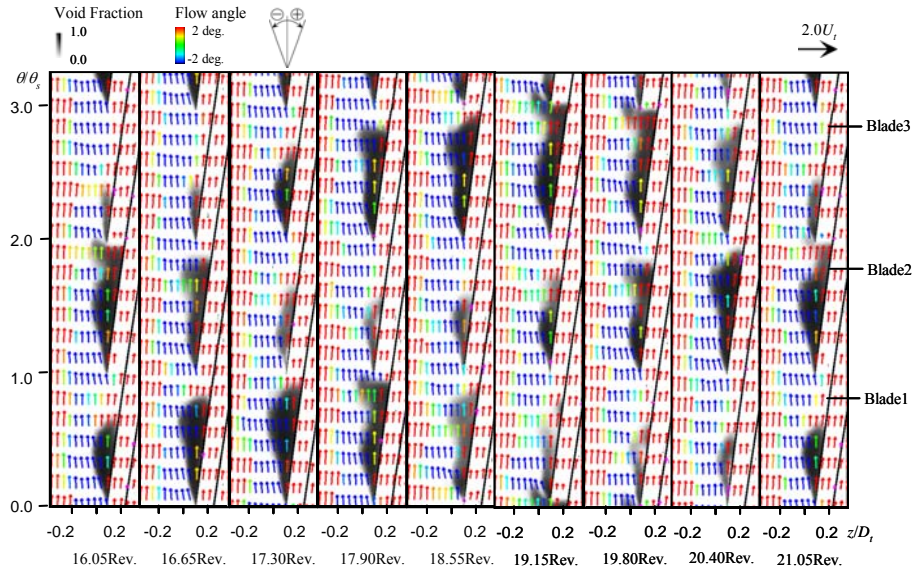 Void Fraction
1.0
0.0
Flow angle
2 deg.
-2 deg.
⊖ ⊕
2.0Ut
θ/θs
3.0
2.0
1.0
0.0
Blade3
Blade2
Blade1
-0.2 0.2 -0.2 0.2 -0.2 0.2 -0.2 0.2 -0.2 0.2 -0.2 0.2 -0.2 0.2 -0.2 0.2 -0.2 0.2 z/Dt
16.05Rev. 16.65Rev. 17.30Rev. 17.90Rev. 18.55Rev. 19.15Rev. 19.80Rev. 20.40Rev. 21.05Rev.